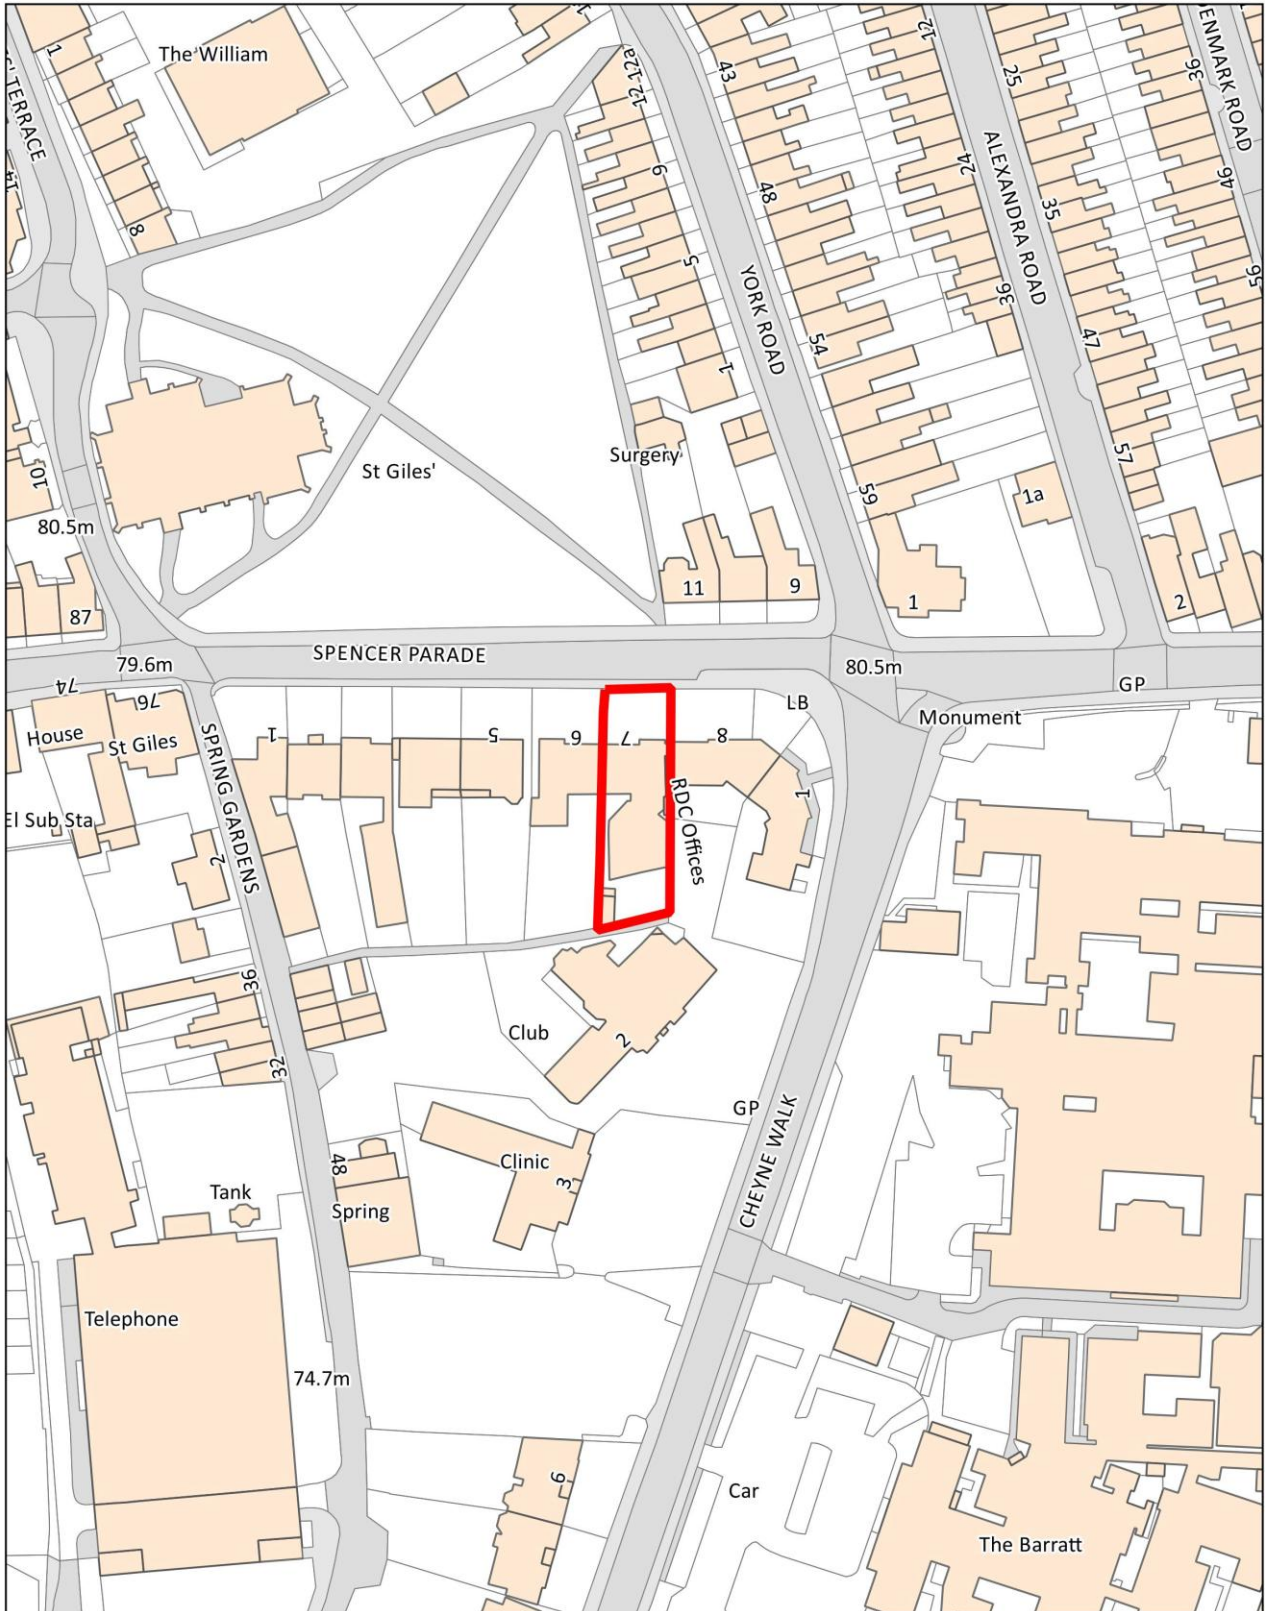 1
The William
12
12a
43
12
25
36
DENMARK ROAD
TERRACE
14
8
9
48
24
ALEXANDRA ROAD
35
46
5
YORK ROAD
36
56
54
47
1
10
St Giles'
Surgery
59
1a
57
80.5m
87
11
9
1
2
79.6m
SPENCER PARADE
80.5m
74
76
GP
House
St Giles
SPRING GARDENS
1
5
6
7
8
LB
Monument
El Sub Sta
2
RDC Offices
1
36
Club
2
32
GP
CHEYNE WALK
48
Clinic
3
Tank
Spring
Telephone
74.7m
6
Car
The Barratt